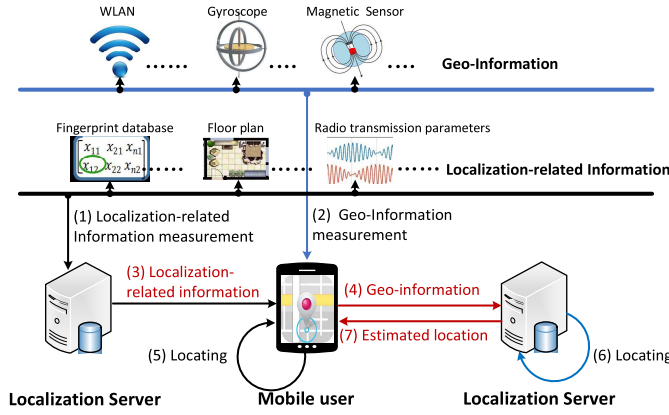 WLAN
Gyroscope
Magnetic Sensor
......
......
....
Geo-Information
Fingerprint database
Floor plan
Radio transmission parameters
x11 x21 xn1
x12 x22 xn2
......
......
....
Localization-related Information
(1) Localization-related
Information measurement
(2) Geo-Information
measurement
(3) Localization-
related information
(4) Geo-information
(7) Estimated location
(5) Locating
(6) Locating
Localization Server
Mobile user
Localization Server